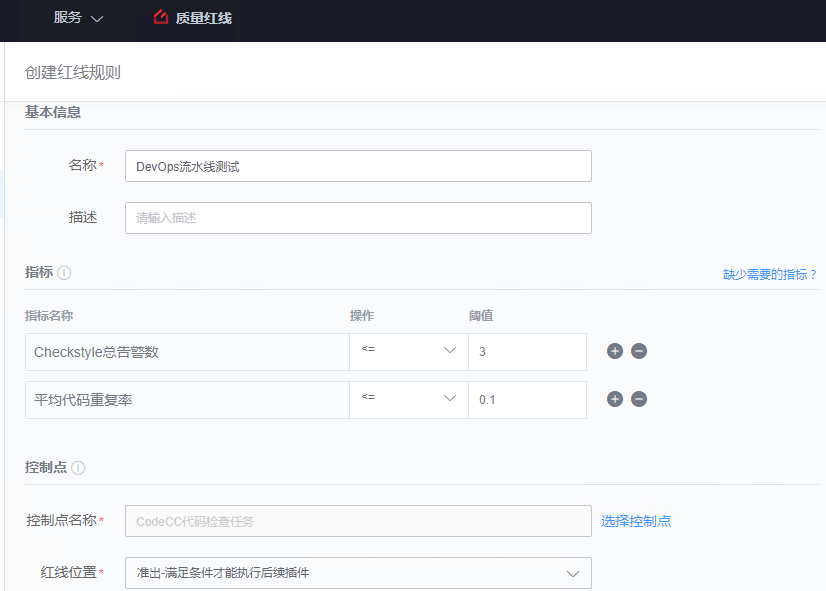 服务 质量红线
创建红线规则
基本信息
名称* DevOps流水线测试
描述 请输入描述
指标 缺少需要的指标？
指标名称 操作 阈值
Checkstyle总告警数 <= 3
平均代码重复率 <= 0.1
控制点
控制点名称* CodeCC代码检查任务 选择控制点
红线位置* 准出-满足条件才能执行后续插件